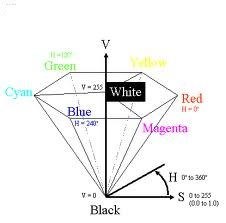 V
H = 120°
Green
Yellow
Cyan
V = 255
White
Red
H = 0°
Blue
H = 240°
Magenta
H 0° to 360°
V = 0
S 0 to 255
(0.0 to 1.0)
Black